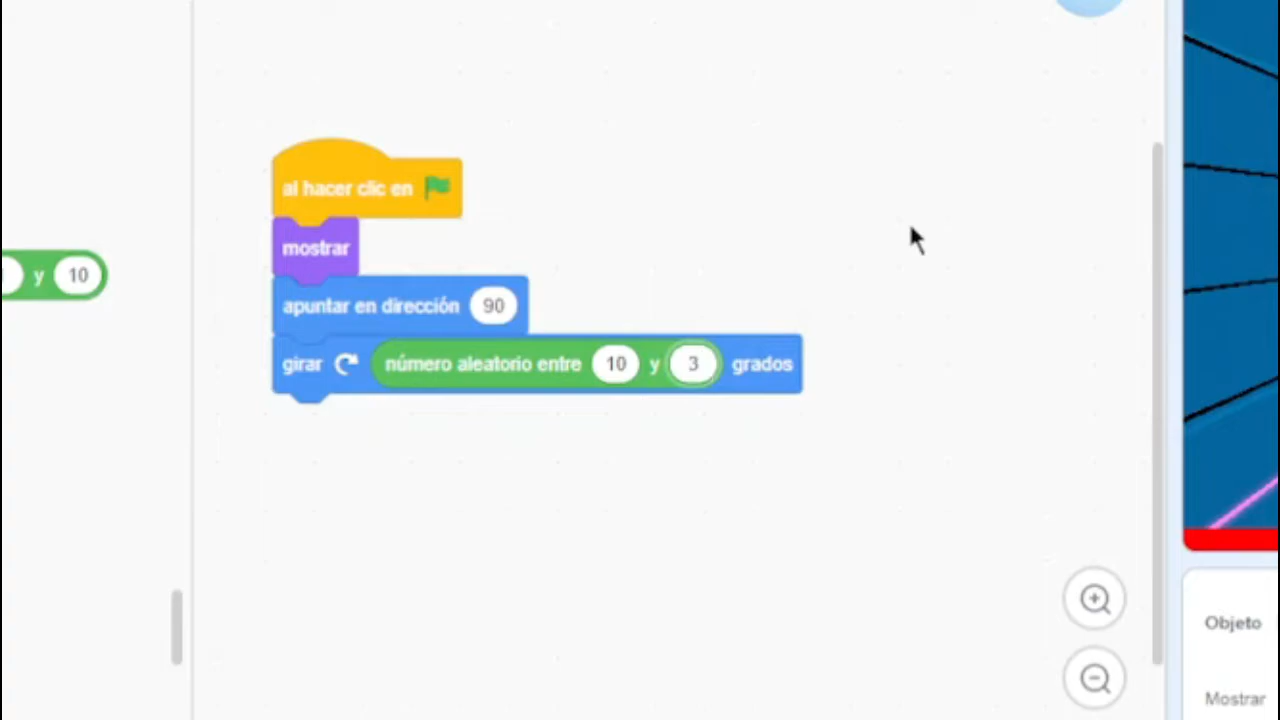 al hacer clic en
mostrar
y 10
apuntar en dirección 90
girar número aleatorio entre 10 y 3 grados
Objeto
Mostrar